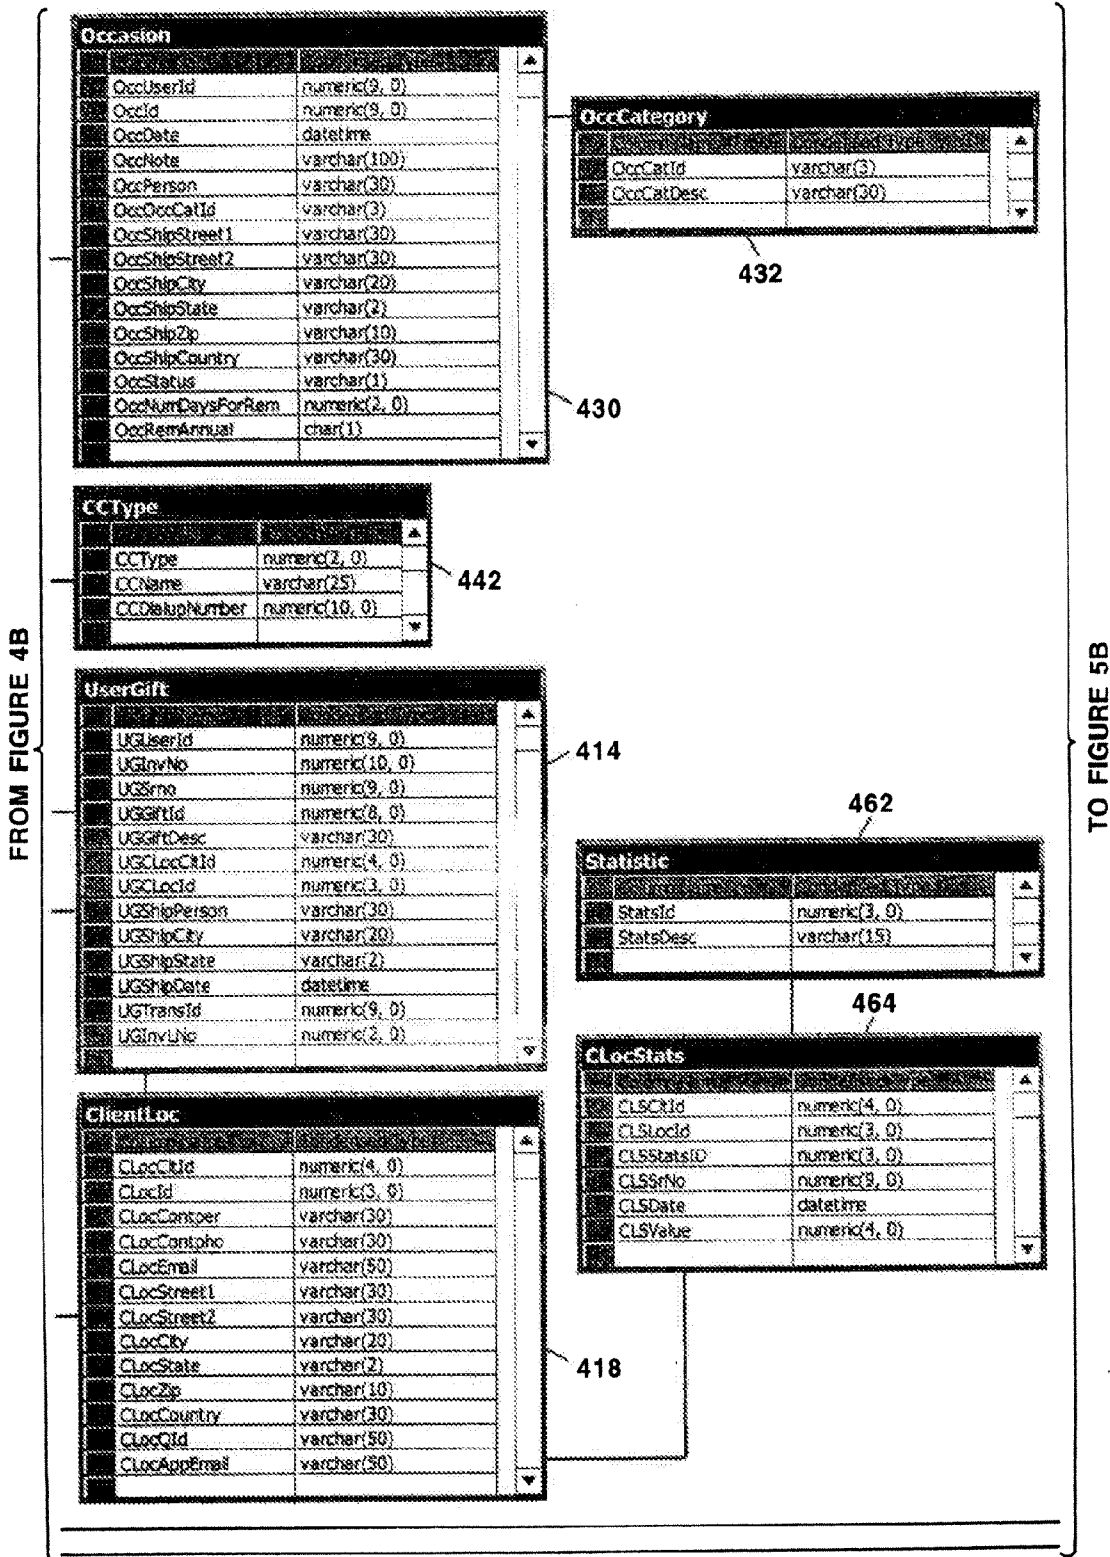 FROM FIGURE 4B
Occasion
OccUserId numeric(9, 0)
OccId numeric(9, 0)
OccDate datetime
OccNote varchar(100)
OccPerson varchar(30)
OccOccCatId varchar(3)
OccShipStreet1 varchar(30)
OccShipStreet2 varchar(30)
OccShipCity varchar(20)
OccShipState varchar(2)
OccShipZip varchar(10)
OccShipCountry varchar(30)
OccStatus varchar(1)
OccNumDaysForRem numeric(2, 0)
OccRemAnnual char(1)
430
OccCategory
OccCatId varchar(3)
OccCatDesc varchar(30)
432
CCType
CCType numeric(2, 0)
CCName varchar(25)
CCDialupNumber numeric(10, 0)
442
UserGift
UGUserId numeric(9, 0)
UGInvNo numeric(10, 0)
UGSrno numeric(9, 0)
UGGiftId numeric(8, 0)
UGGiftDesc varchar(30)
UGCLocCltId numeric(4, 0)
UGCLocId numeric(3, 0)
UGShipPerson varchar(30)
UGShipCity varchar(20)
UGShipState varchar(2)
UGShipDate datetime
UGTransId numeric(9, 0)
UGInvLNo numeric(2, 0)
414
462
Statistic
StatsId numeric(3, 0)
StatsDesc varchar(15)
464
CLocStats
CLSCltId numeric(4, 0)
CLSLocId numeric(3, 0)
CLSStatsID numeric(3, 0)
CLSSrNo numeric(9, 0)
CLSDate datetime
CLSValue numeric(4, 0)
ClientLoc
CLocCltId numeric(4, 0)
CLocId numeric(3, 0)
CLocContper varchar(30)
CLocContpho varchar(30)
CLocEmail varchar(50)
CLocStreet1 varchar(30)
CLocStreet2 varchar(30)
CLocCity varchar(20)
CLocState varchar(2)
CLocZip varchar(10)
CLocCountry varchar(30)
CLocQId varchar(50)
CLocAppEmail varchar(50)
418
TO FIGURE 5B